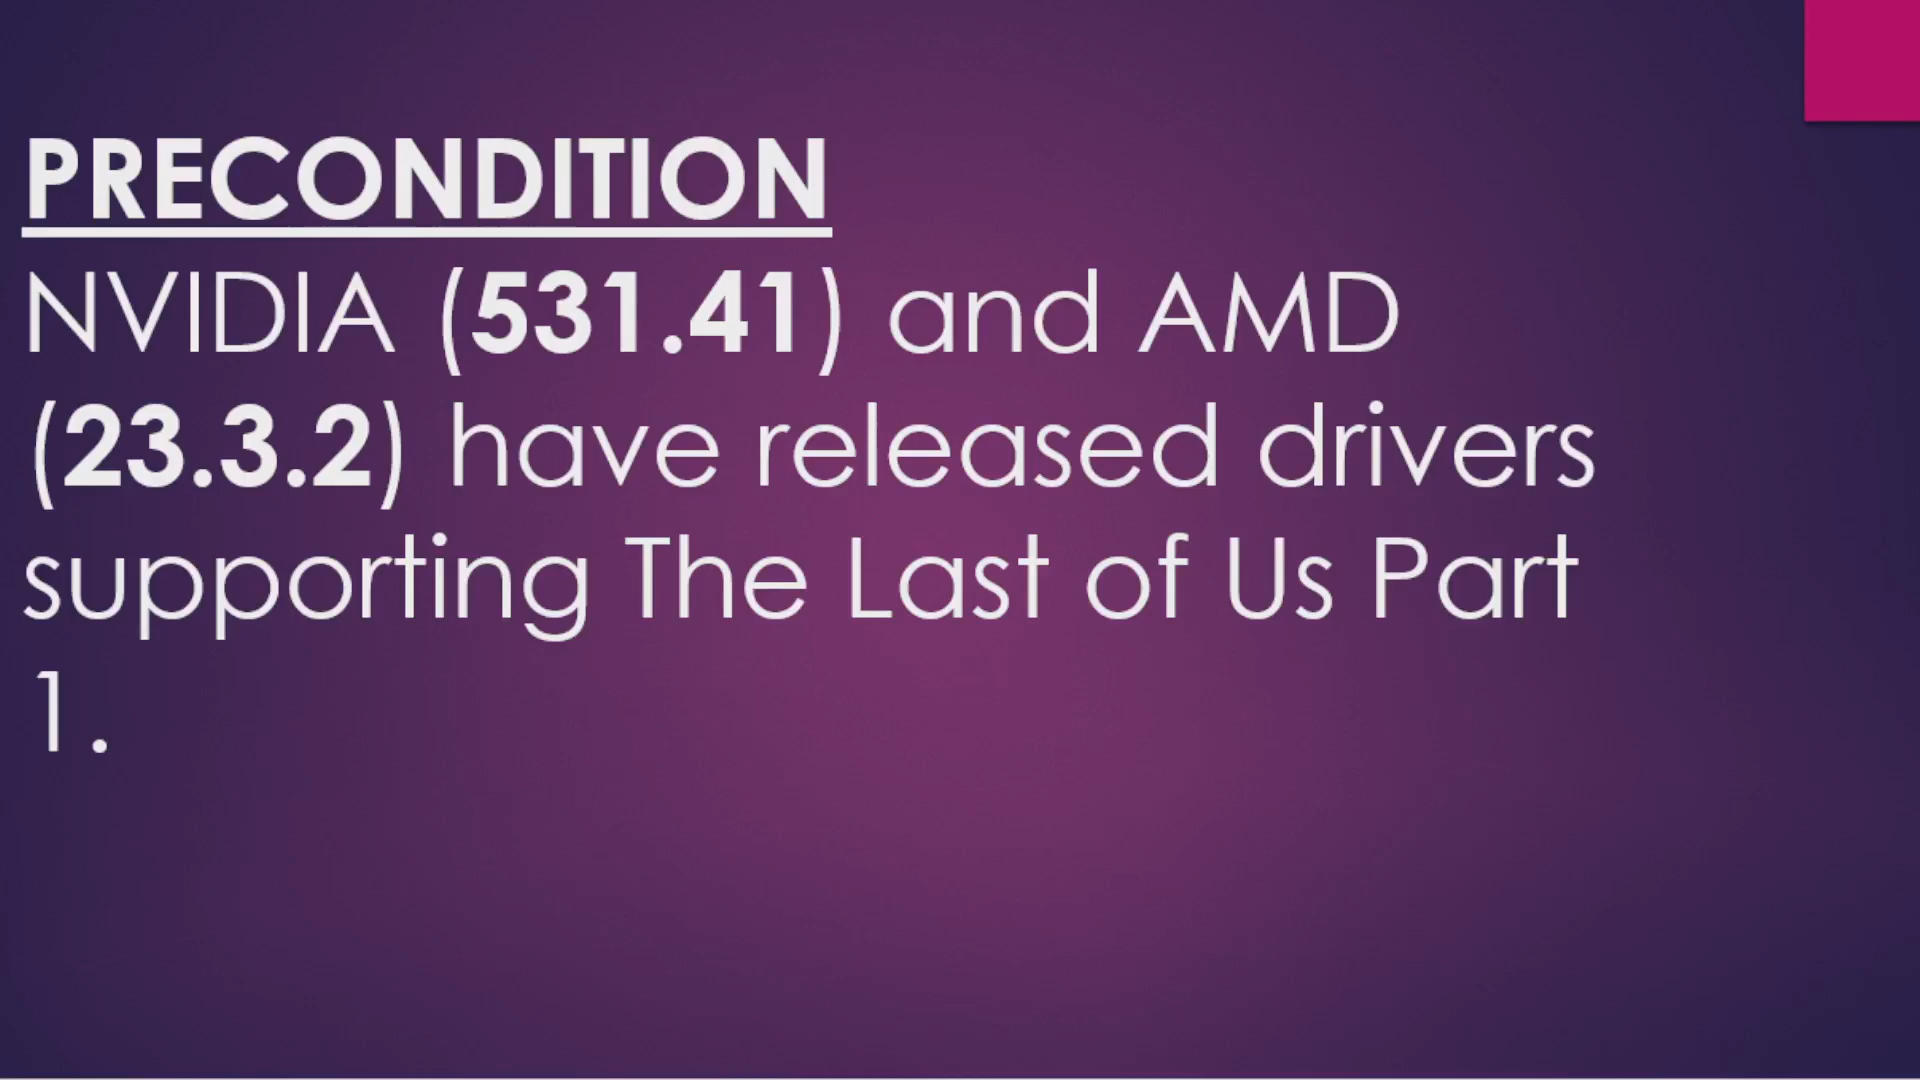 PRECONDITION
NVIDIA (531.41) and AMD
(23.3.2) have released drivers
supporting The Last of Us Part
1.